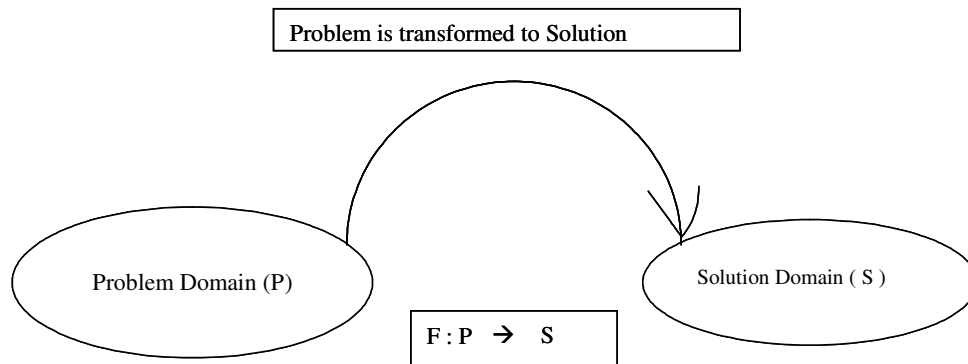 Problem is transformed to Solution
Problem Domain (P)
Solution Domain ( S )
F : P → S